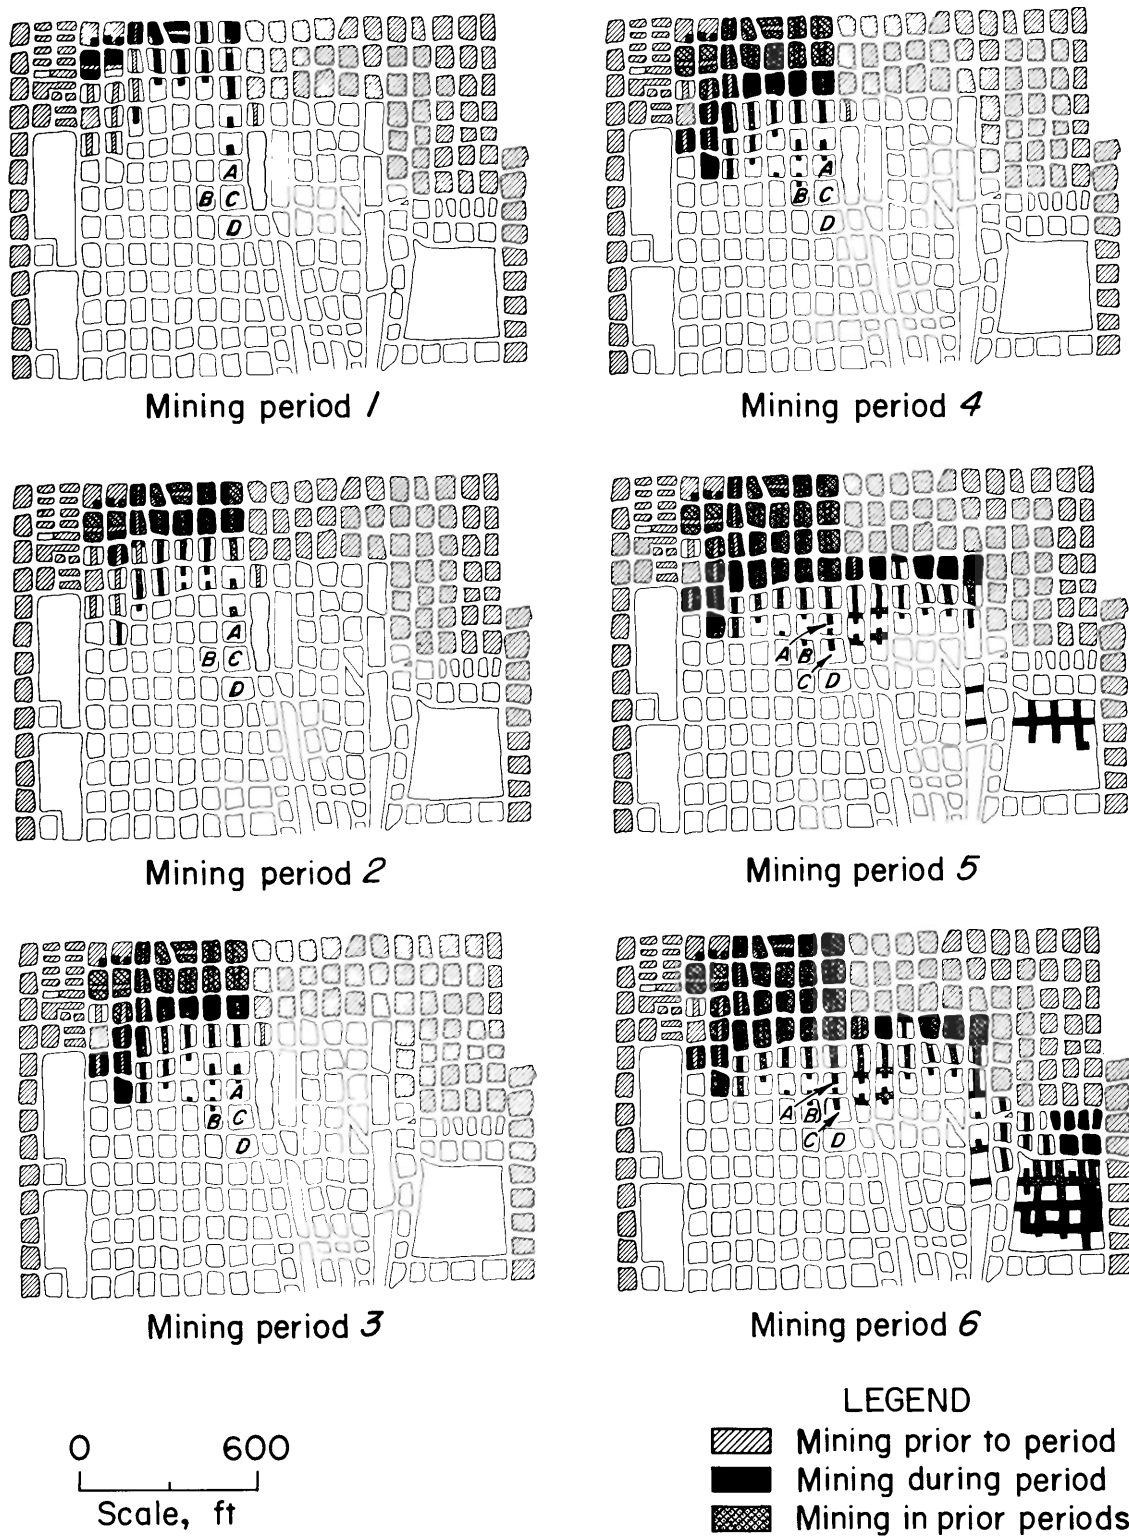 A
B C
D
Mining period 1
A
B C
D
Mining period 2
A
B C
D
Mining period 3
A
B C
D
Mining period 4
A B
C D
Mining period 5
A B
C D
Mining period 6
0 600
Scale, ft
LEGEND
Mining prior to period
Mining during period
Mining in prior periods